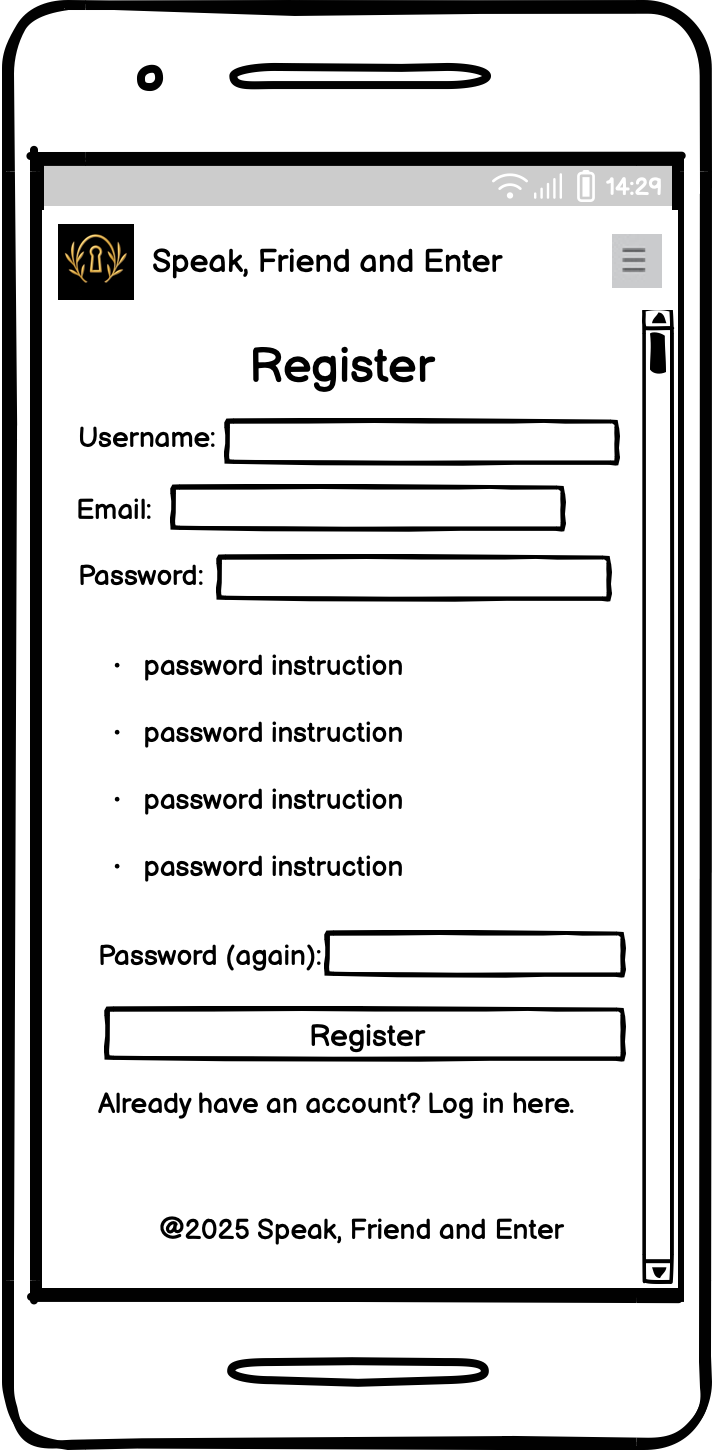 14:29
Speak, Friend and Enter
Register
Username:
Email:
Password:
· password instruction
· password instruction
· password instruction
· password instruction
Password (again):
Register
Already have an account? Log in here.
@2025 Speak, Friend and Enter